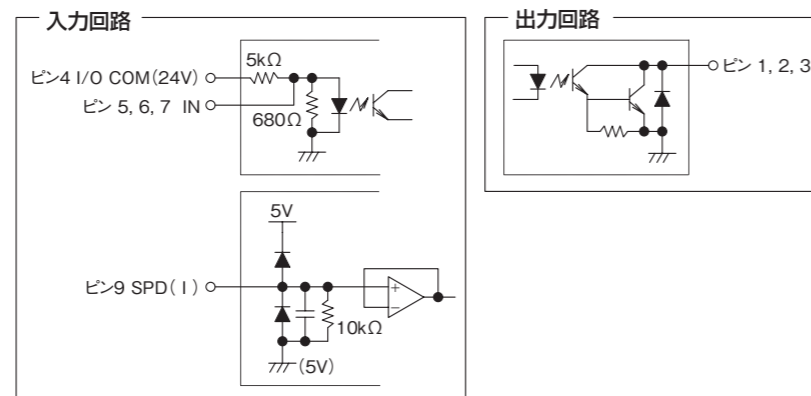 入力回路
5kΩ
ピン4 I/O COM(24V)
ピン 5, 6, 7 IN
680Ω
5V
ピン9 SPD( I )
+
−
10kΩ
(5V)
出力回路
ピン 1, 2, 3